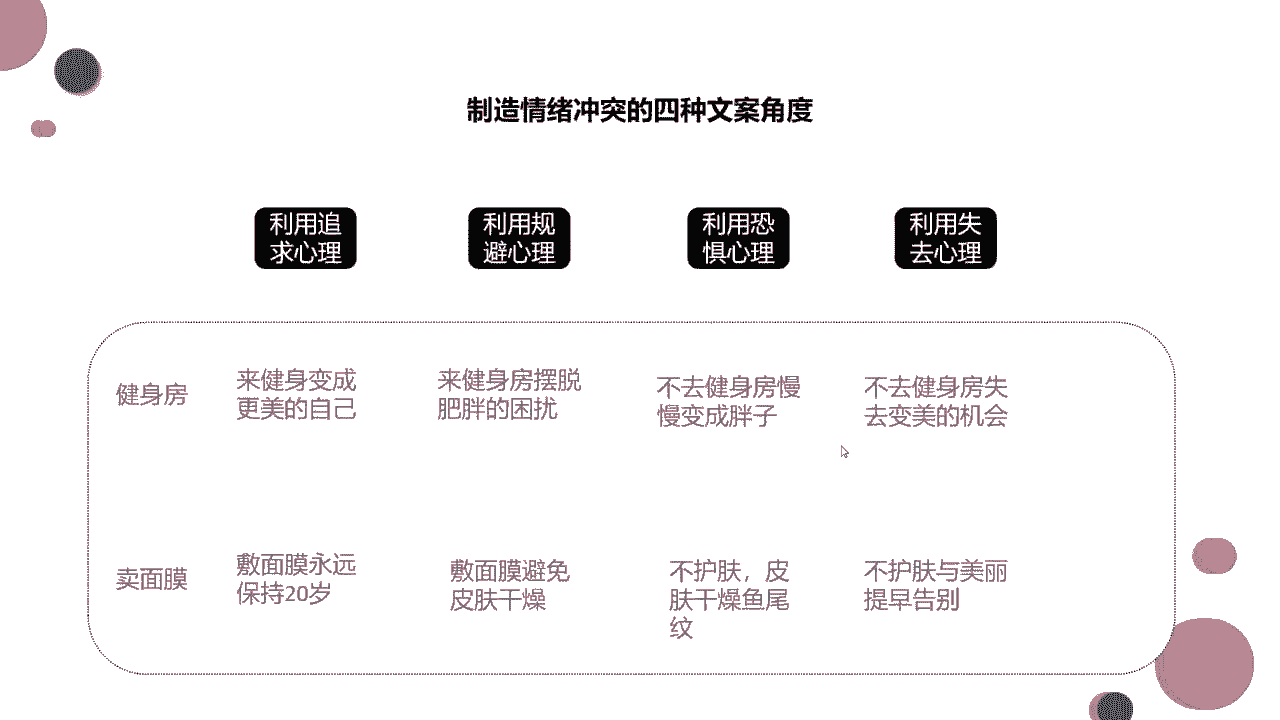 制造情绪冲突的四种文案角度
利用追
求心理
利用规
避心理
利用恐
惧心理
利用失
去心理
健身房
来健身变成
更美的自己
来健身房摆脱
肥胖的困扰
不去健身房慢
慢变成胖子
不去健身房失
去变美的机会
卖面膜
敷面膜永远
保持20岁
敷面膜避免
皮肤干燥
不护肤，皮
肤干燥鱼尾
纹
不护肤与美丽
提早告别